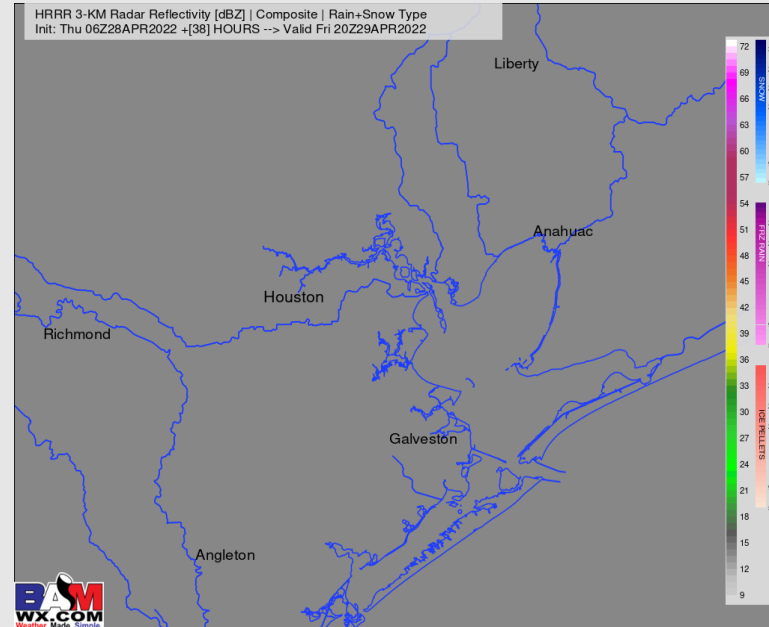 HRRR 3-KM Radar Reflectivity [dBZ] | Composite | Rain+Snow Type
Init: Thu 06Z28APR2022 +[38] HOURS --> Valid Fri 20Z29APR2022
Liberty
Anahuac
Houston
Richmond
Galveston
Angleton
72
69
66
63
60
57
54
51
48
45
42
39
36
33
30
27
24
21
18
15
12
9
SNOW
FRZ RAIN
ICE PELLETS
BAM
WX.COM
Weather Made Simple